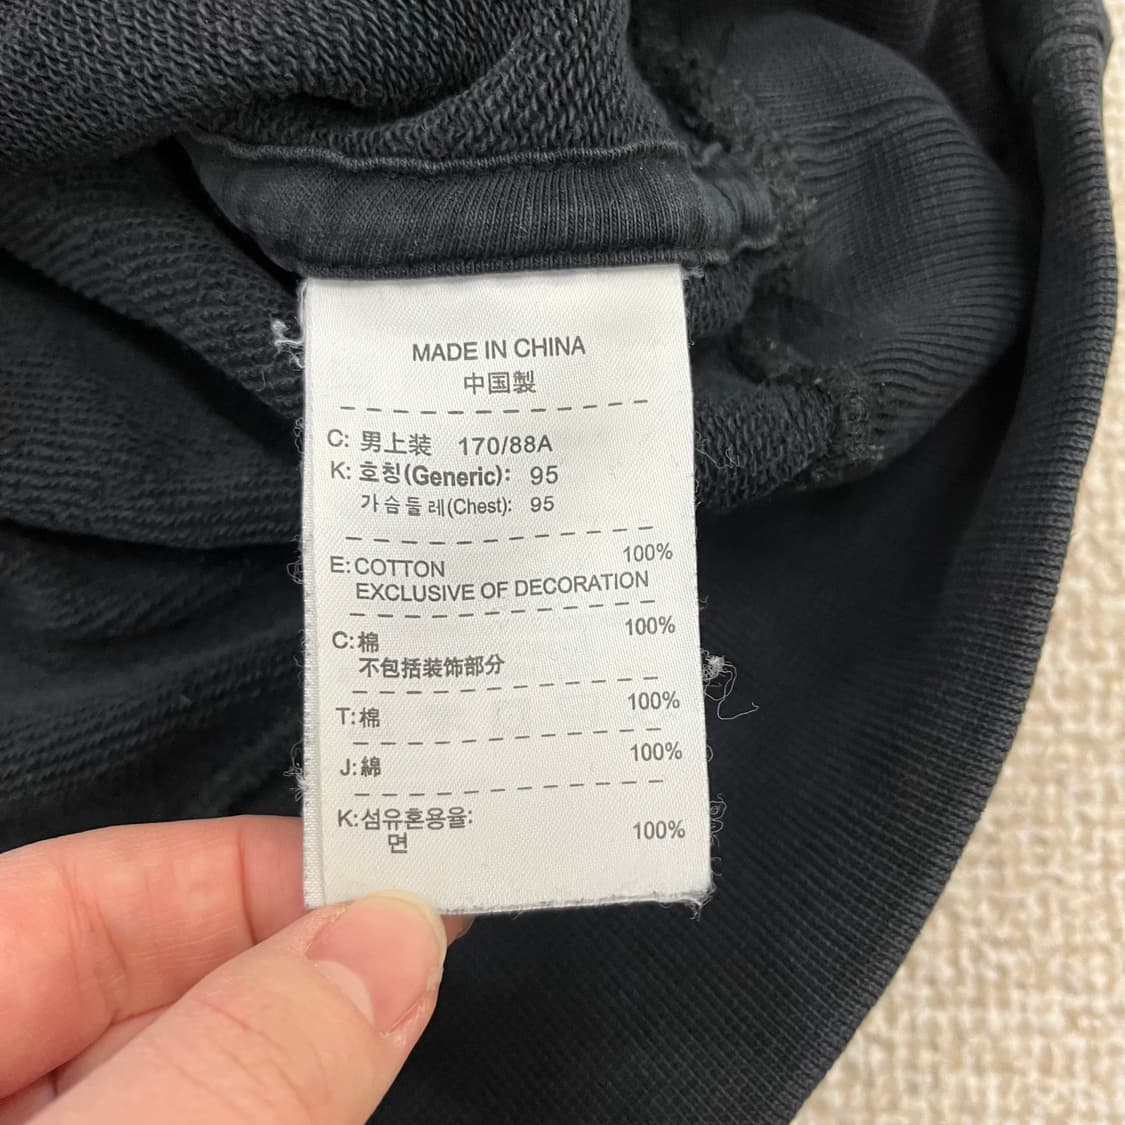 MADE IN CHINA
中国製
C: 男上装 170/88A
K: 호칭(Generic): 95
가슴둘레(Chest): 95
E: COTTON 100%
EXCLUSIVE OF DECORATION
C: 棉 100%
不包括装饰部分
T: 棉 100%
J: 綿 100%
K: 섬유혼용율:
면 100%